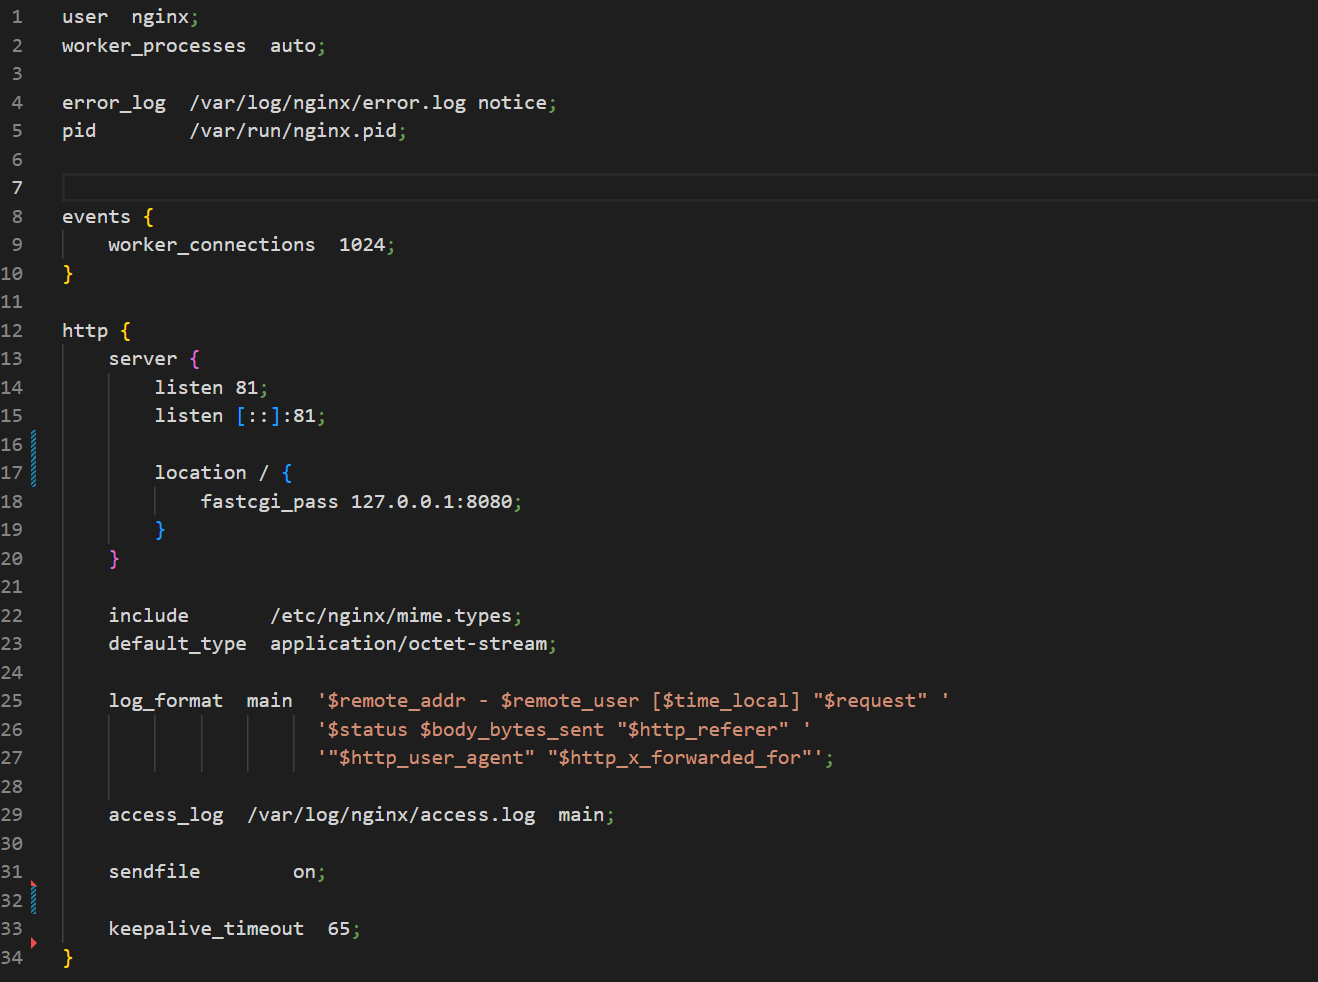 1 user  nginx;
2 worker_processes  auto;
3
4 error_log  /var/log/nginx/error.log notice;
5 pid        /var/run/nginx.pid;
6
7
8 events {
9     worker_connections  1024;
10 }
11
12 http {
13     server {
14         listen 81;
15         listen [::]:81;
16
17         location / {
18             fastcgi_pass 127.0.0.1:8080;
19         }
20     }
21
22     include       /etc/nginx/mime.types;
23     default_type  application/octet-stream;
24
25     log_format  main  '$remote_addr - $remote_user [$time_local] "$request" '
26                       '$status $body_bytes_sent "$http_referer" '
27                       '"$http_user_agent" "$http_x_forwarded_for"';
28
29     access_log  /var/log/nginx/access.log  main;
30
31     sendfile        on;
32
33     keepalive_timeout  65;
34 }